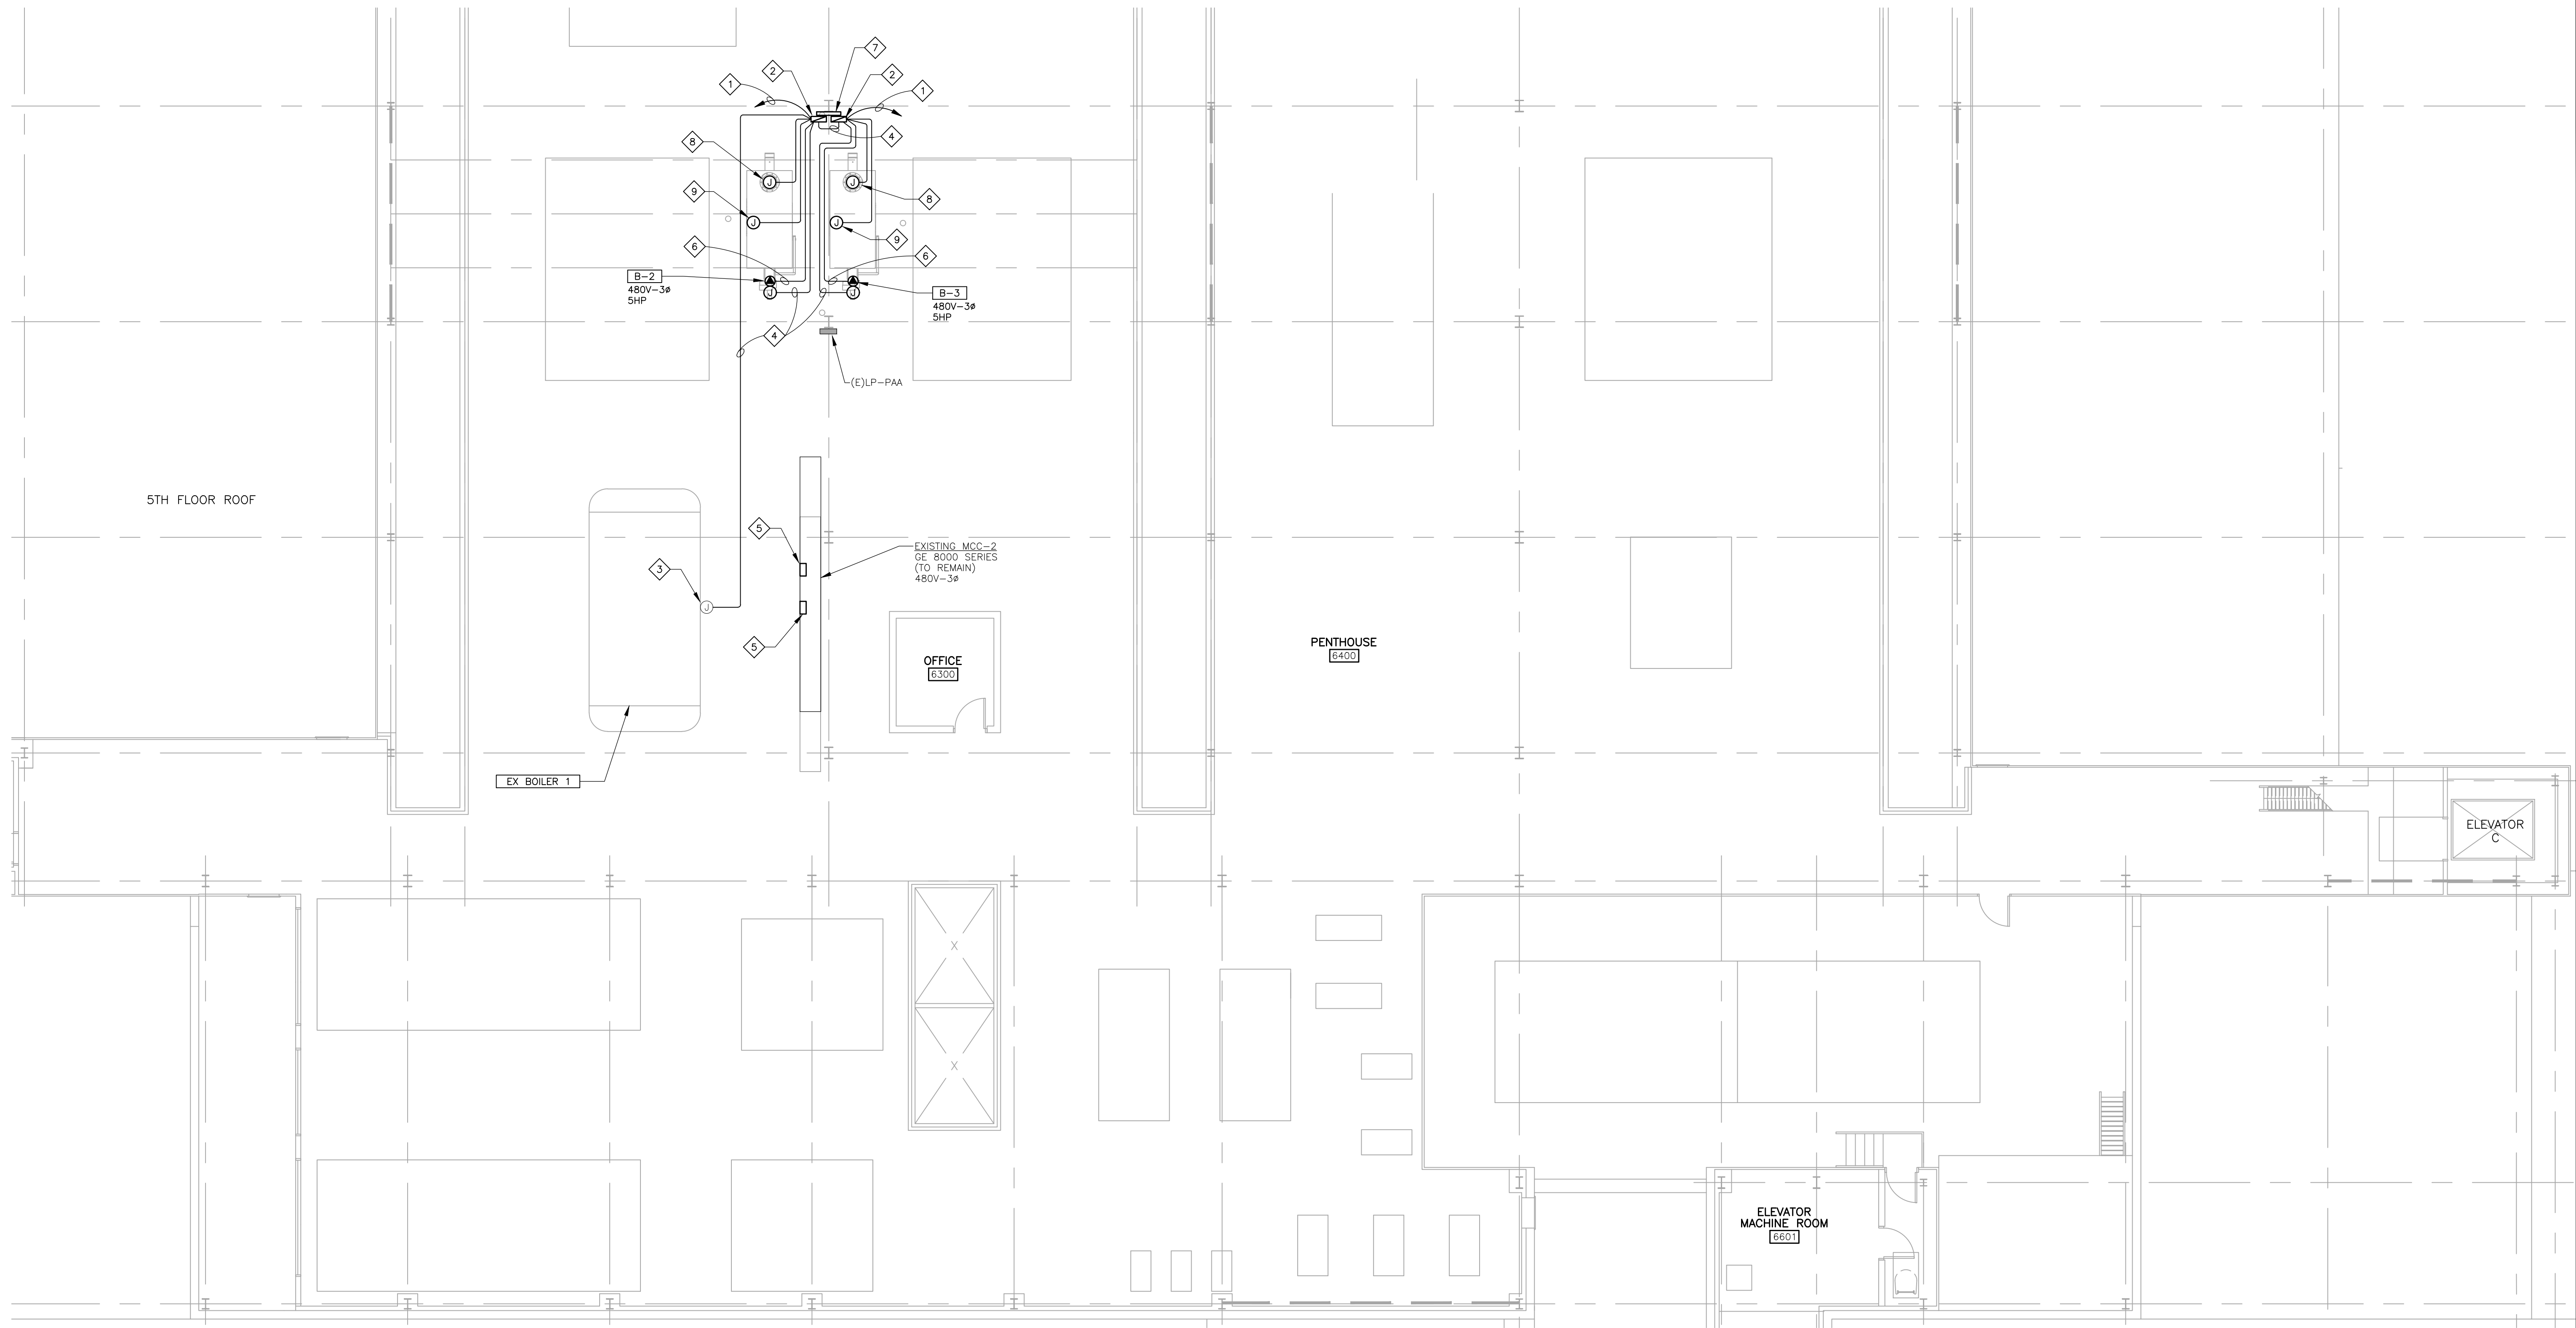 7
2
2
1
1
4
8
J
J
8
9
J
J
9
6
6
B-2
480V-3ø
5HP
J
J
B-3
480V-3ø
5HP
4
(E)LP-PAA
5TH FLOOR ROOF
5
EXISTING MCC-2
GE 8000 SERIES
(TO REMAIN)
480V-3ø
3
J
5
OFFICE
6300
PENTHOUSE
6400
EX BOILER 1
ELEVATOR
C
X
X
ELEVATOR
MACHINE ROOM
6601